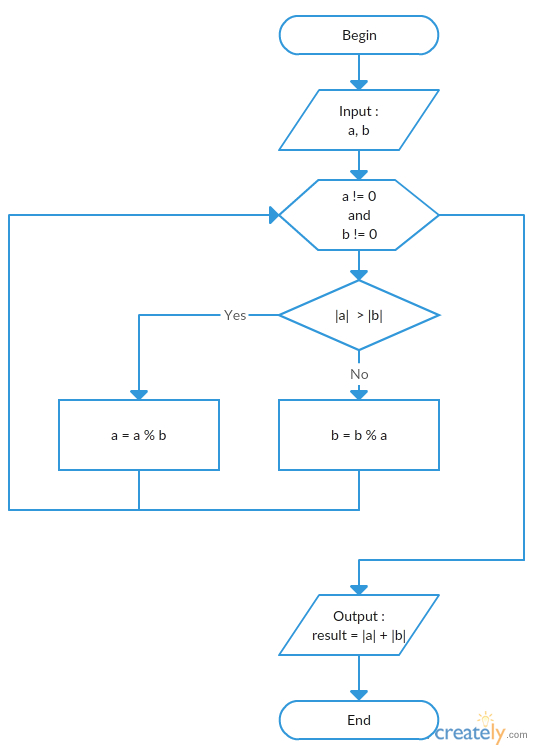 Begin
Input :
a, b
a != 0
and
b != 0
|a|  > |b|
Yes
No
a = a % b
b = b % a
Output :
result = |a| + |b|
End
creately.com